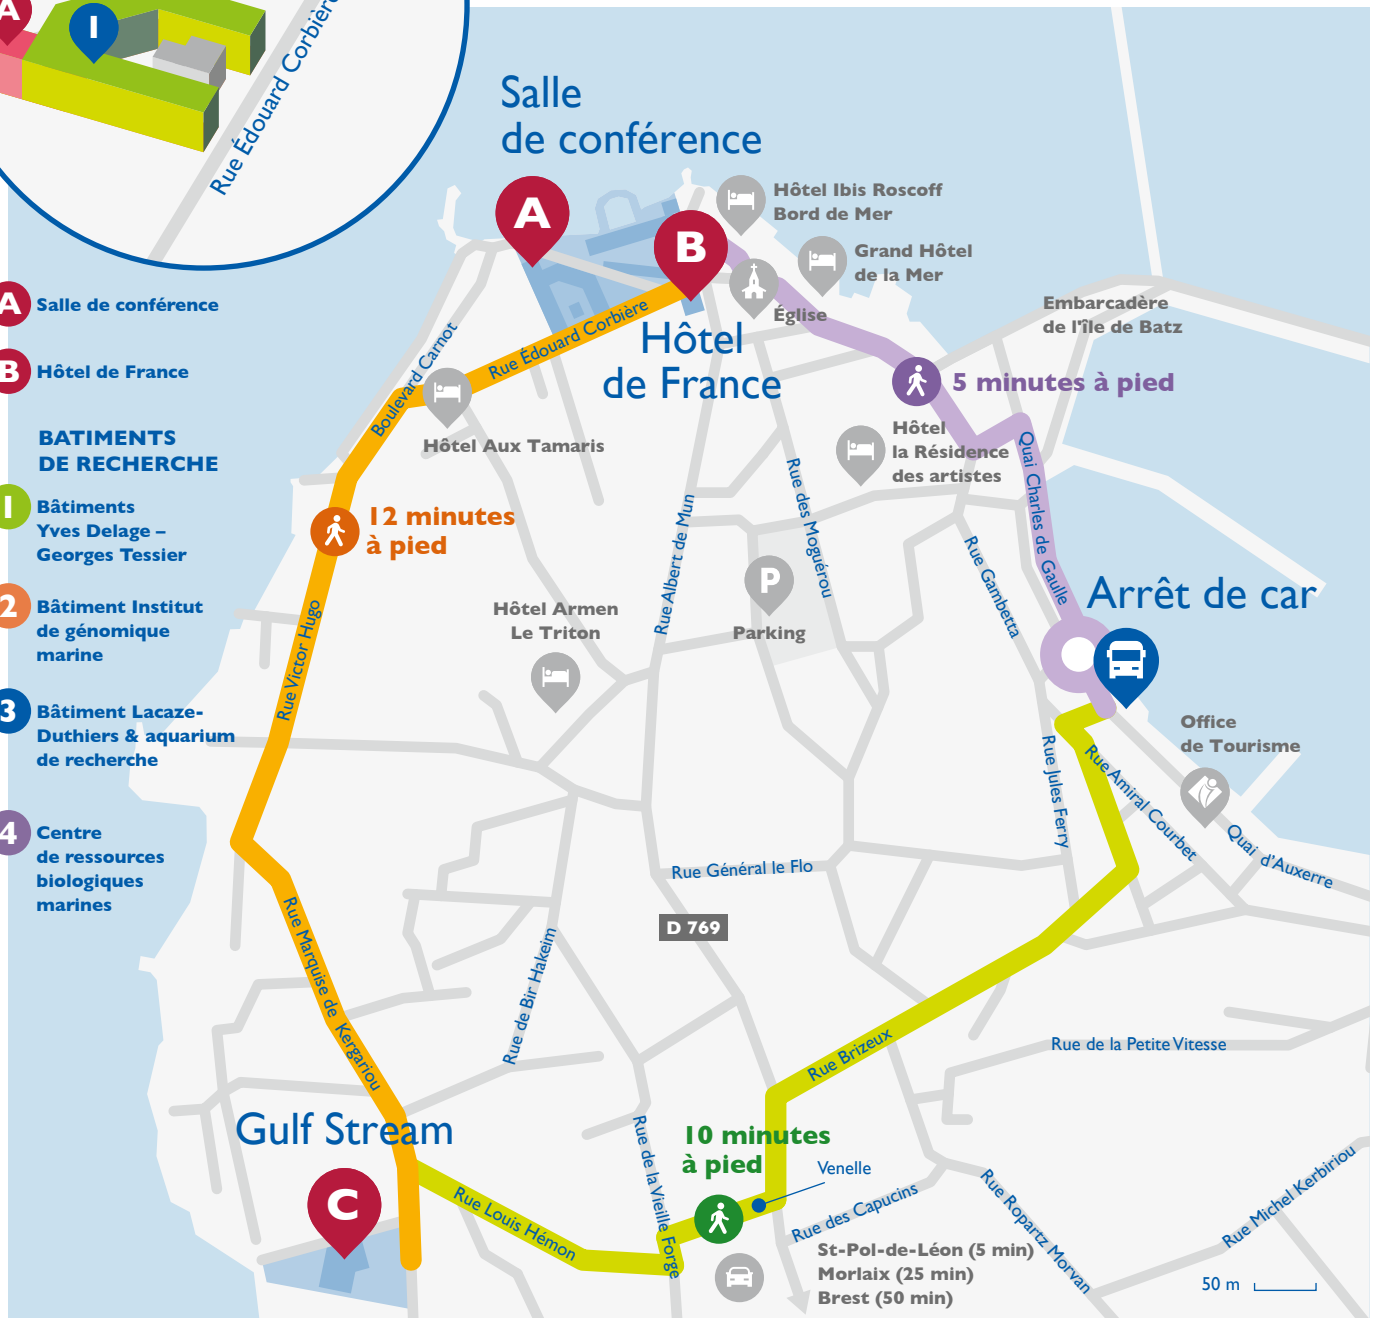 A
I
Rue Édouard Corbière
Salle
de conférence
A
B
Hôtel Ibis Roscoff
Bord de Mer
Grand Hôtel
de la Mer
Église
Embarcadère
de l'île de Batz
A Salle de conférence
B Hôtel de France
BATIMENTS
DE RECHERCHE
1 Bâtiments
Yves Delage –
Georges Tessier
2 Bâtiment Institut
de génomique
marine
3 Bâtiment Lacaze-
Duthiers & aquarium
de recherche
4 Centre
de ressources
biologiques
marines
Rue Édouard Corbière
Boulevard Carnot
Hôtel
de France
5 minutes à pied
Hôtel Aux Tamaris
Hôtel
la Résidence
des artistes
Quai Charles de Gaulle
12 minutes
à pied
Rue Albert de Mun
Rue des Moguérou
Rue Gambetta
P
Parking
Arrêt de car
Hôtel Armen
Le Triton
Rue Victor Hugo
Office
de Tourisme
Rue Jules Ferry
Rue Amiral Courbet
Quai d'Auxerre
Rue Général le Flo
D 769
Rue Marquise de Kergariou
Rue de Bir Hakeim
Rue Brizeux
Rue de la Petite Vitesse
Gulf Stream
C
10 minutes
à pied
Venelle
Rue Louis Hémon
Rue de la Vieille Forge
Rue des Capucins
Rue Ropartz Morvan
Rue Michel Kerbiriou
St-Pol-de-Léon (5 min)
Morlaix (25 min)
Brest (50 min)
50 m